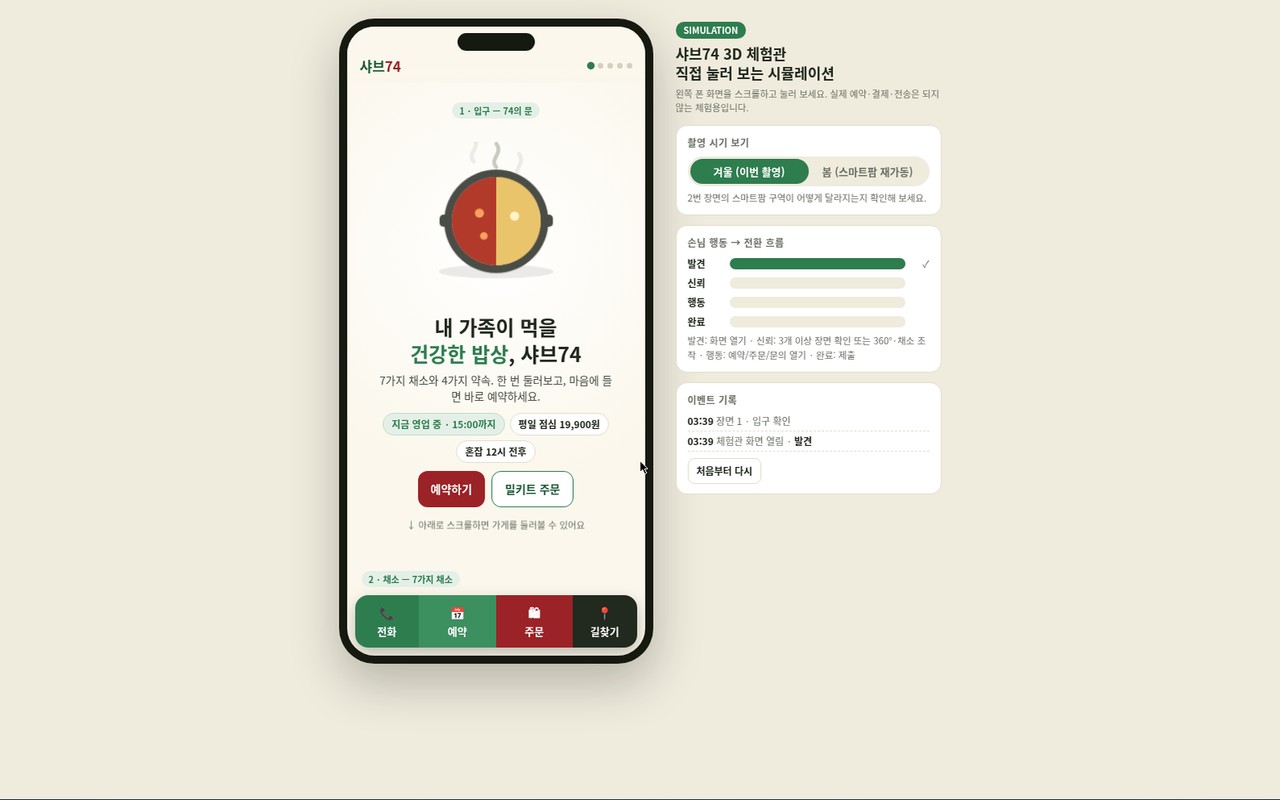 샤브74
1 · 입구 — 74의 문
내 가족이 먹을
건강한 밥상, 샤브74
7가지 채소와 4가지 약속. 한 번 둘러보고, 마음에 들
면 바로 예약하세요.
지금 영업 중 · 15:00까지
평일 점심 19,900원
혼잡 12시 전후
예약하기
밀키트 주문
↓ 아래로 스크롤하면 가게를 둘러볼 수 있어요
2 · 채소 — 7가지 채소
전화
예약
주문
길찾기
SIMULATION
샤브74 3D 체험관
직접 눌러 보는 시뮬레이션
왼쪽 폰 화면을 스크롤하고 눌러 보세요. 실제 예약·결제·전송은 되지
않는 체험용입니다.
촬영 시기 보기
겨울 (이번 촬영)
봄 (스마트팜 재가동)
2번 장면의 스마트팜 구역이 어떻게 달라지는지 확인해 보세요.
손님 행동 → 전환 흐름
발견 ✓
신뢰
행동
완료
발견: 화면 열기 · 신뢰: 3개 이상 장면 확인 또는 360°·채소 조
작 · 행동: 예약/주문/문의 열기 · 완료: 제출
이벤트 기록
03:39 장면 1 · 입구 확인
03:39 체험관 화면 열림 · 발견
처음부터 다시